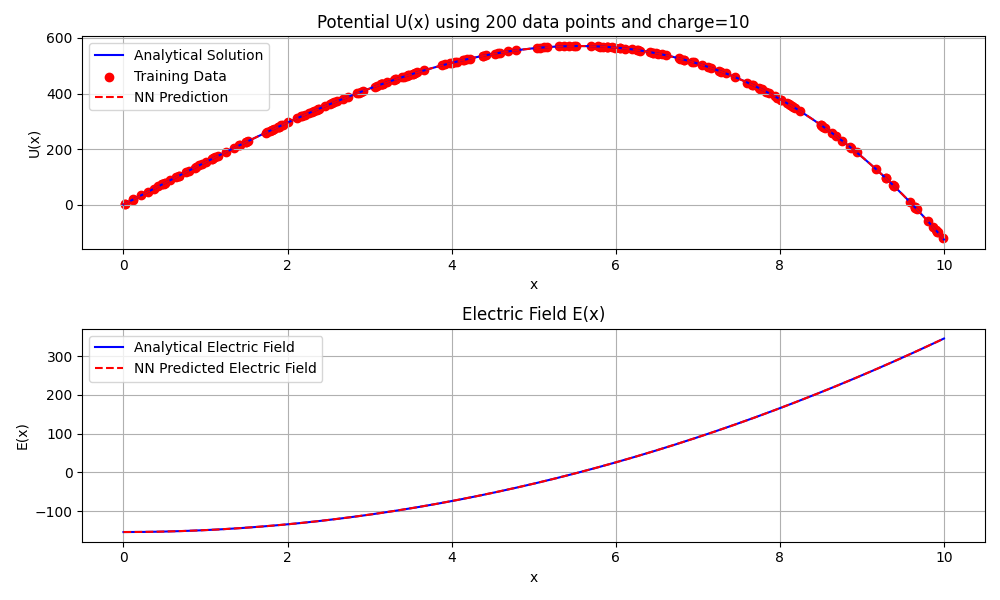 Potential U(x) using 200 data points and charge=10
Analytical Solution
Training Data
NN Prediction
U(x)
600
400
200
0
0 2 4 6 8 10
x
Electric Field E(x)
Analytical Electric Field
NN Predicted Electric Field
E(x)
300
200
100
0
−100
0 2 4 6 8 10
x